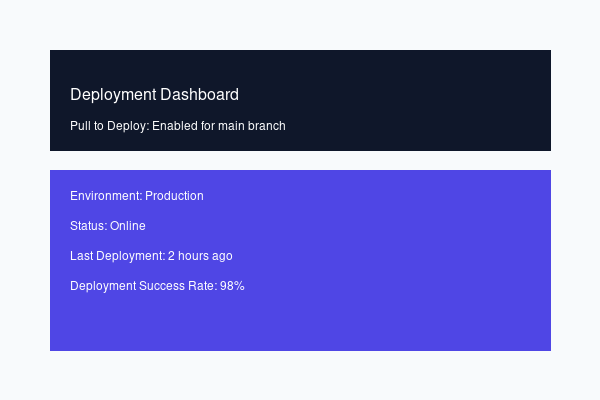 Deployment Dashboard
Pull to Deploy: Enabled for main branch
Environment: Production
Status: Online
Last Deployment: 2 hours ago
Deployment Success Rate: 98%